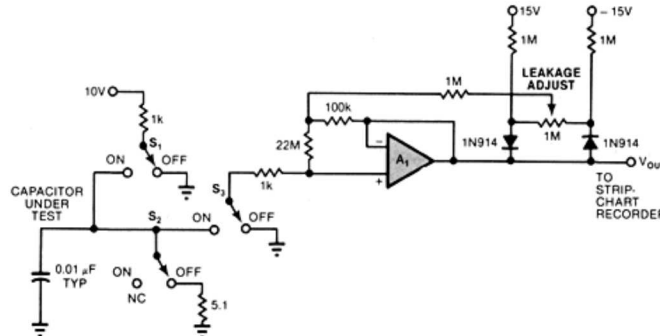 15V
- 15V
1M
1M
LEAKAGE
ADJUST
1M
10V
100k
1k
1M
S1
22M
1N914
1N914
ON
OFF
A1
CAPACITOR
UNDER
TEST
1k
S3
TO
STRIP-
CHART
RECORDER
S2
ON
OFF
0.01 μF
TYP
ON
OFF
NC
5.1